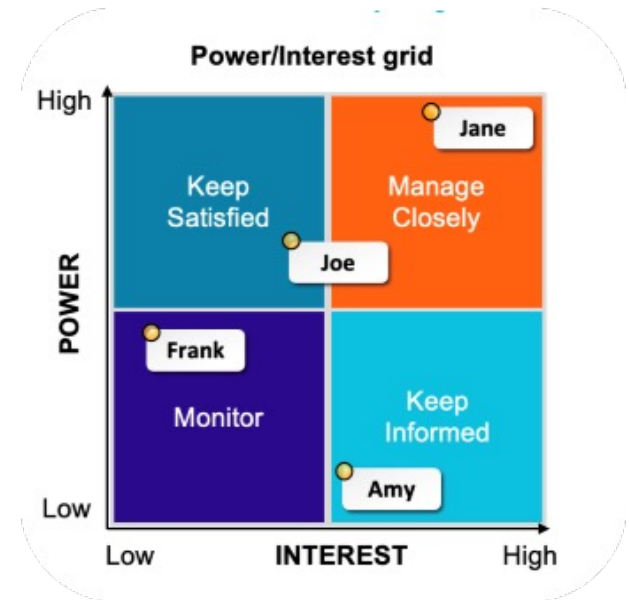 Power/Interest grid
High
Jane
Keep
Satisfied
Manage
Closely
Joe
POWER
Frank
Monitor
Keep
Informed
Amy
Low
Low
INTEREST
High